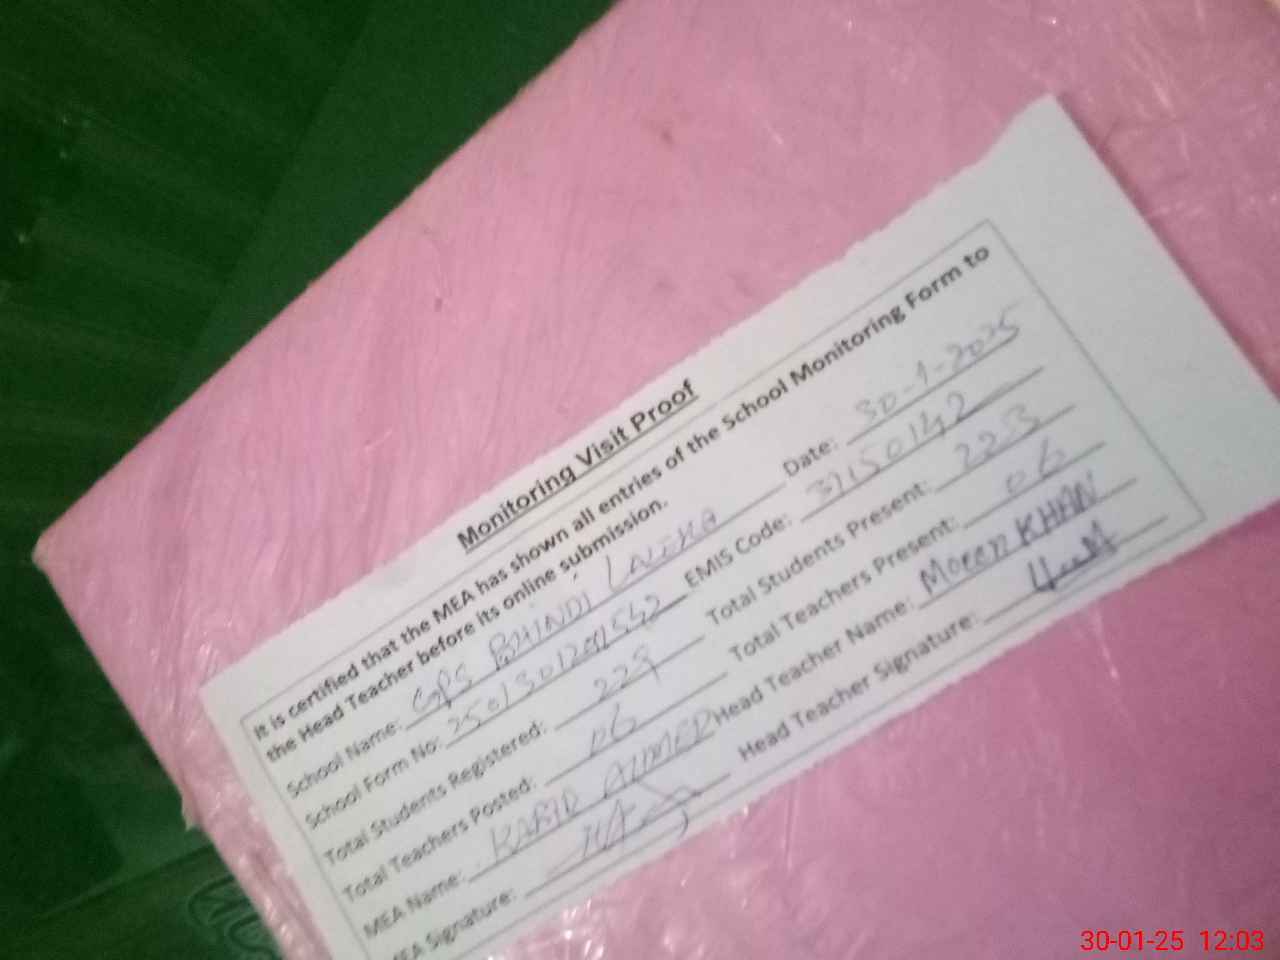 Monitoring Visit Proof
It is certified that the MEA has shown all entries of the School Monitoring Form to
the Head Teacher before its online submission.
School Name: GPS BHINDI Date: 30-1-2025
School Form No: EMIS Code: 37150142
Total Students Registered: 229 Total Students Present: 223
Total Teachers Posted: 06 Total Teachers Present: 06
MEA Name: AHMED Head Teacher Name: Moeen KHAN
MEA Signature: Head Teacher Signature:
30-01-25 12:03